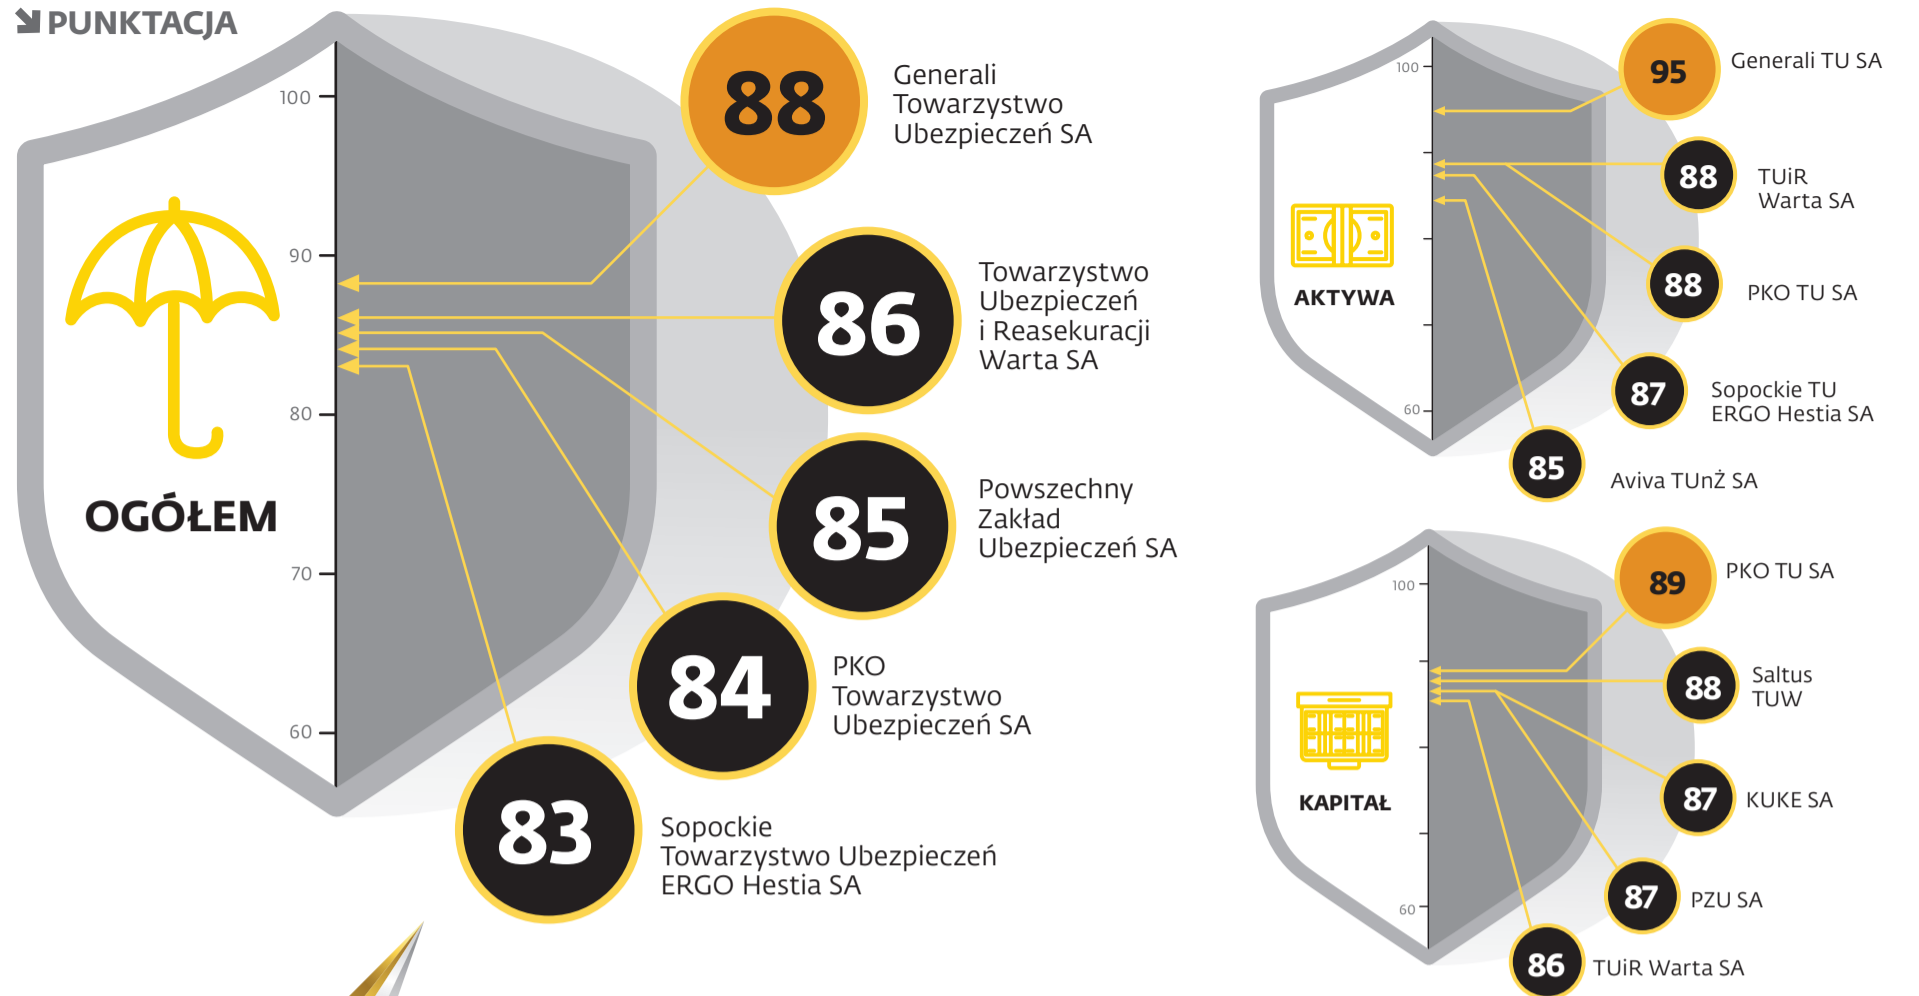 PUNKTACJA
100
90
80
70
60
OGÓŁEM
88
Generali
Towarzystwo
Ubezpieczeń SA
86
Towarzystwo
Ubezpieczeń
i Reasekuracji
Warta SA
85
Powszechny
Zakład
Ubezpieczeń SA
84
PKO
Towarzystwo
Ubezpieczeń SA
83
Sopockie
Towarzystwo Ubezpieczeń
ERGO Hestia SA
100
60
AKTYWA
95
Generali TU SA
88
TUiR
Warta SA
88
PKO TU SA
87
Sopockie TU
ERGO Hestia SA
85
Aviva TUnŻ SA
100
60
KAPITAŁ
89
PKO TU SA
88
Saltus
TUW
87
KUKE SA
87
PZU SA
86
TUiR Warta SA